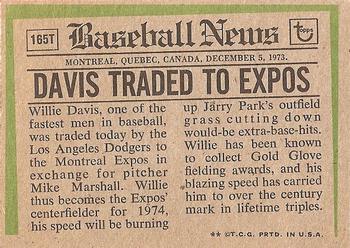 165T
Baseball News
topps
MONTREAL, QUEBEC, CANADA, DECEMBER 5, 1973.
DAVIS TRADED TO EXPOS
Willie Davis, one of the
fastest men in baseball,
was traded today by the
Los Angeles Dodgers to
the Montreal Expos in
exchange for pitcher
Mike Marshall. Willie
thus becomes the Expos'
centerfielder for 1974,
his speed will be burning
up Jarry Park's outfield
grass cutting down
would-be extra-base-hits.
Willie has been known
to collect Gold Glove
fielding awards, and his
blazing speed has carried
him to over the century
mark in lifetime triples.
** ©T.C.G. PRTD. IN U.S.A.